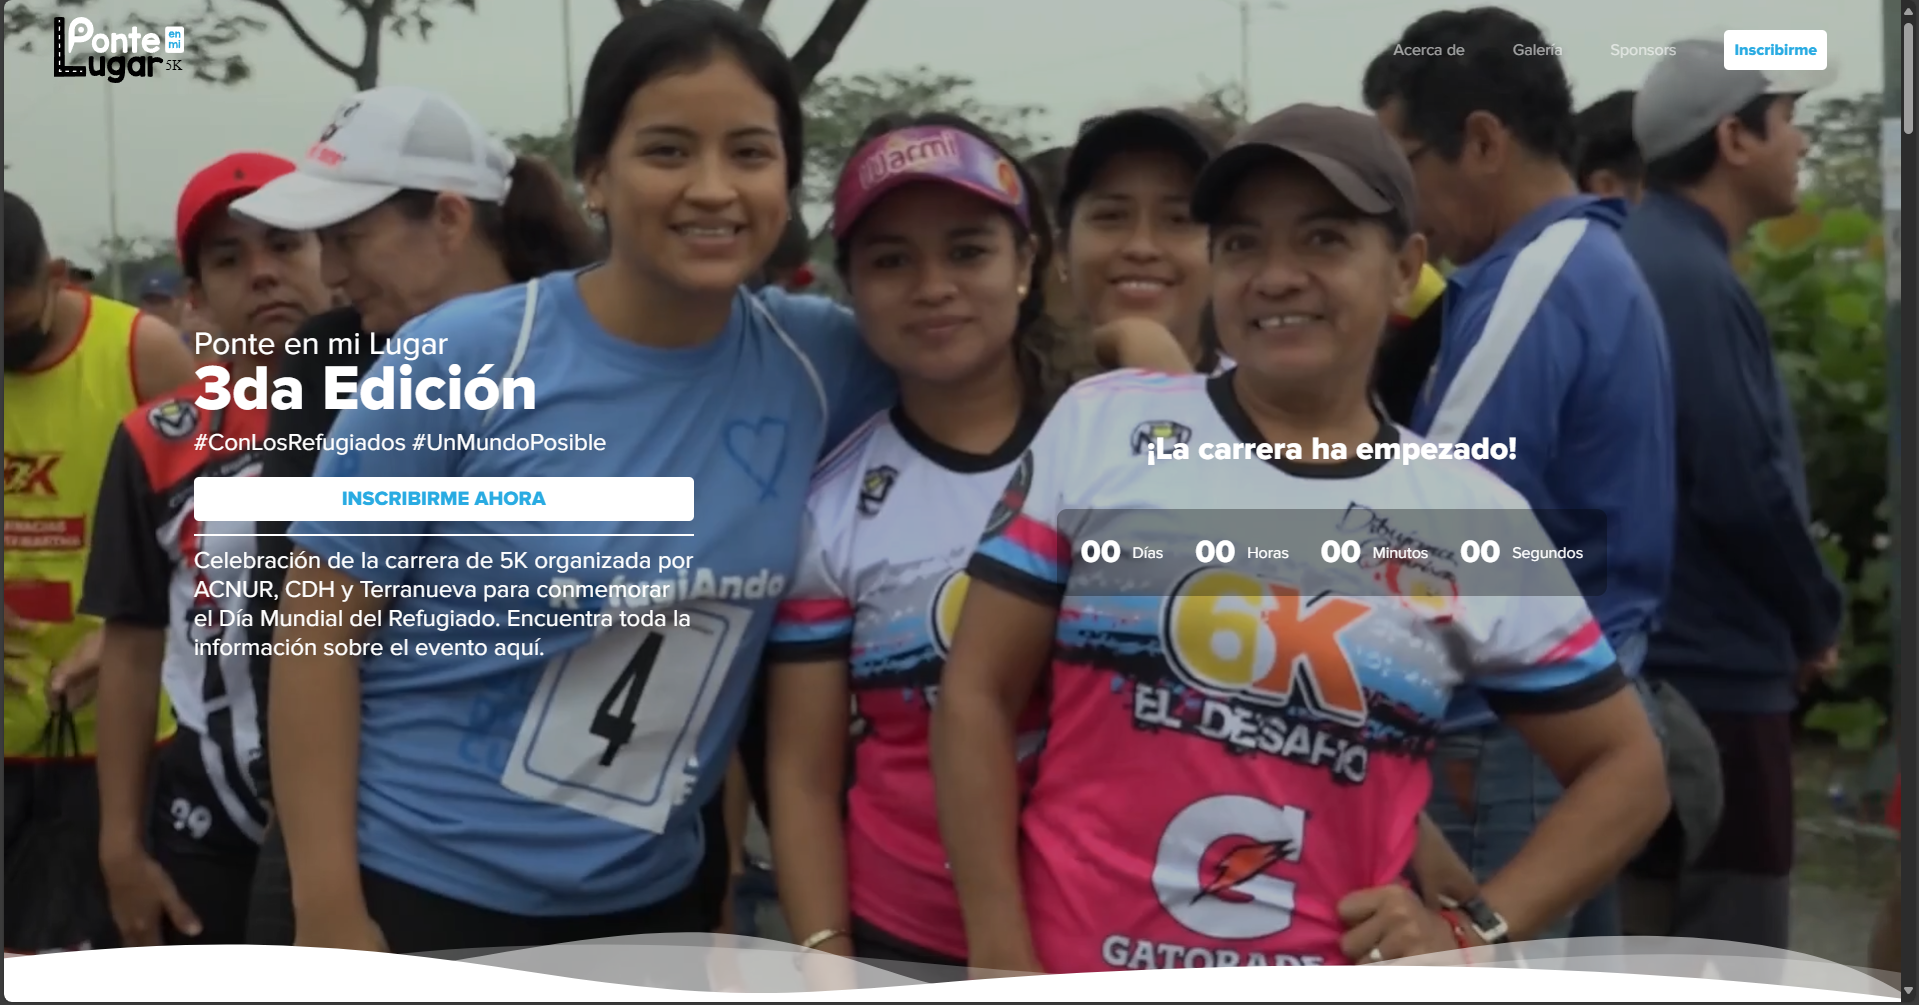 Ponte en mi
Lugar 5K
Acerca de
Galería
Sponsors
Inscribirme
Warmi
Ponte en mi Lugar
3da Edición
#ConLosRefugiados #UnMundoPosible
INSCRIBIRME AHORA
Celebración de la carrera de 5K organizada por
ACNUR, CDH y Terranueva para conmemorar
el Día Mundial del Refugiado. Encuentra toda la
información sobre el evento aquí.
¡La carrera ha empezado!
00 Días 00 Horas 00 Minutos 00 Segundos
4
99
6K
EL DESAFIO
G
GATORADE